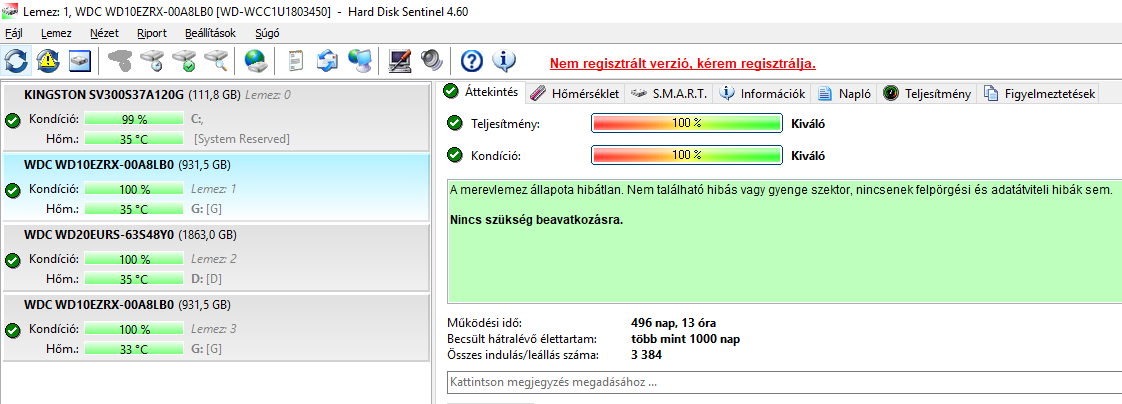 Lemez: 1, WDC WD10EZRX-00A8LB0 [WD-WCC1U1803450] - Hard Disk Sentinel 4.60
Fájl Lemez Nézet Riport Beállítások Súgó
Nem regisztrált verzió, kérem regisztrálja.
KINGSTON SV300S37A120G (111,8 GB) Lemez: 0
Kondíció: 99 % C:,
Hőm.: 35 °C [System Reserved]
WDC WD10EZRX-00A8LB0 (931,5 GB)
Kondíció: 100 % Lemez: 1
Hőm.: 35 °C G: [G]
WDC WD20EURS-63S48Y0 (1863,0 GB)
Kondíció: 100 % Lemez: 2
Hőm.: 35 °C D: [D]
WDC WD10EZRX-00A8LB0 (931,5 GB)
Kondíció: 100 % Lemez: 3
Hőm.: 33 °C G: [G]
Áttekintés Hőmérséklet S.M.A.R.T. Információk Napló Teljesítmény Figyelmeztetések
Teljesítmény: 100 % Kiváló
Kondíció: 100 % Kiváló
A merevlemez állapota hibátlan. Nem található hibás vagy gyenge szektor, nincsenek felpörgési és adatátviteli hibák sem.
Nincs szükség beavatkozásra.
Működési idő: 496 nap, 13 óra
Becsült hátralévő élettartam: több mint 1000 nap
Összes indulás/leállás száma: 3 384
Kattintson megjegyzés megadásához ...